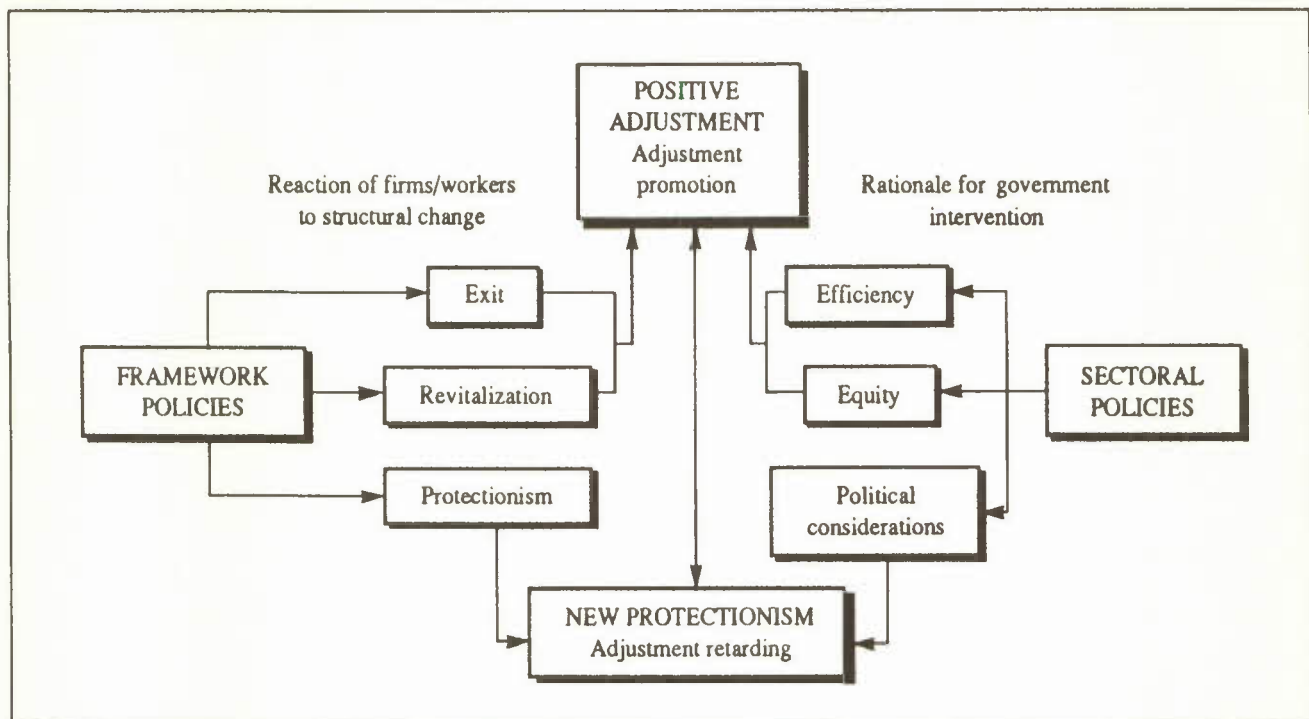 POSITIVE
ADJUSTMENT
Adjustment
promotion
Reaction of firms/workers
to structural change
Rationale for government
intervention
Exit
Efficiency
FRAMEWORK
POLICIES
Revitalization
Equity
SECTORAL
POLICIES
Protectionism
Political
considerations
NEW PROTECTIONISM
Adjustment retarding